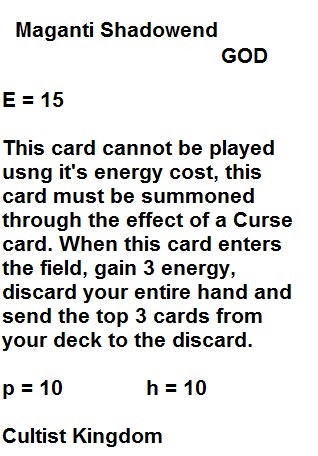 Maganti Shadowend
GOD
E = 15
This card cannot be played
usng it's energy cost, this
card must be summoned
through the effect of a Curse
card. When this card enters
the field, gain 3 energy,
discard your entire hand and
send the top 3 cards from
your deck to the discard.
p = 10 h = 10
Cultist Kingdom